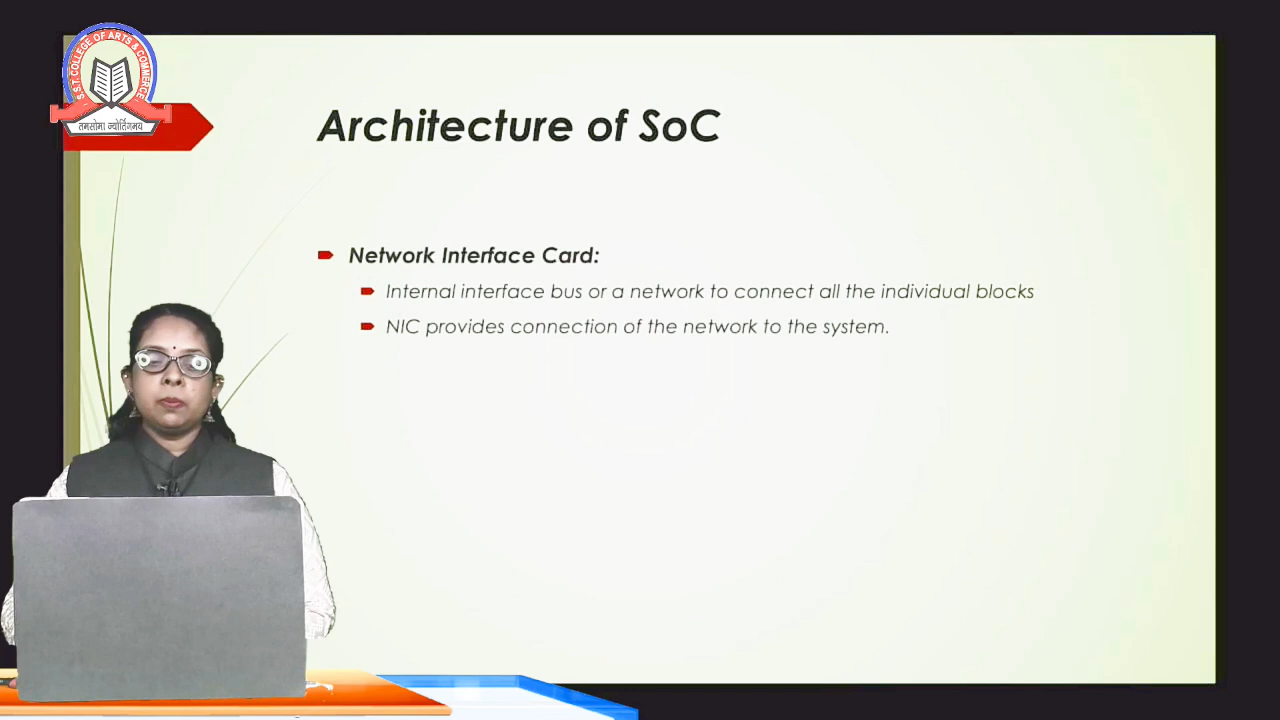 S.S.T. COLLEGE OF ARTS & COMMERCE
तमसोमा ज्योर्तिगमय
Architecture of SoC
Network Interface Card:
Internal interface bus or a network to connect all the individual blocks
NIC provides connection of the network to the system.